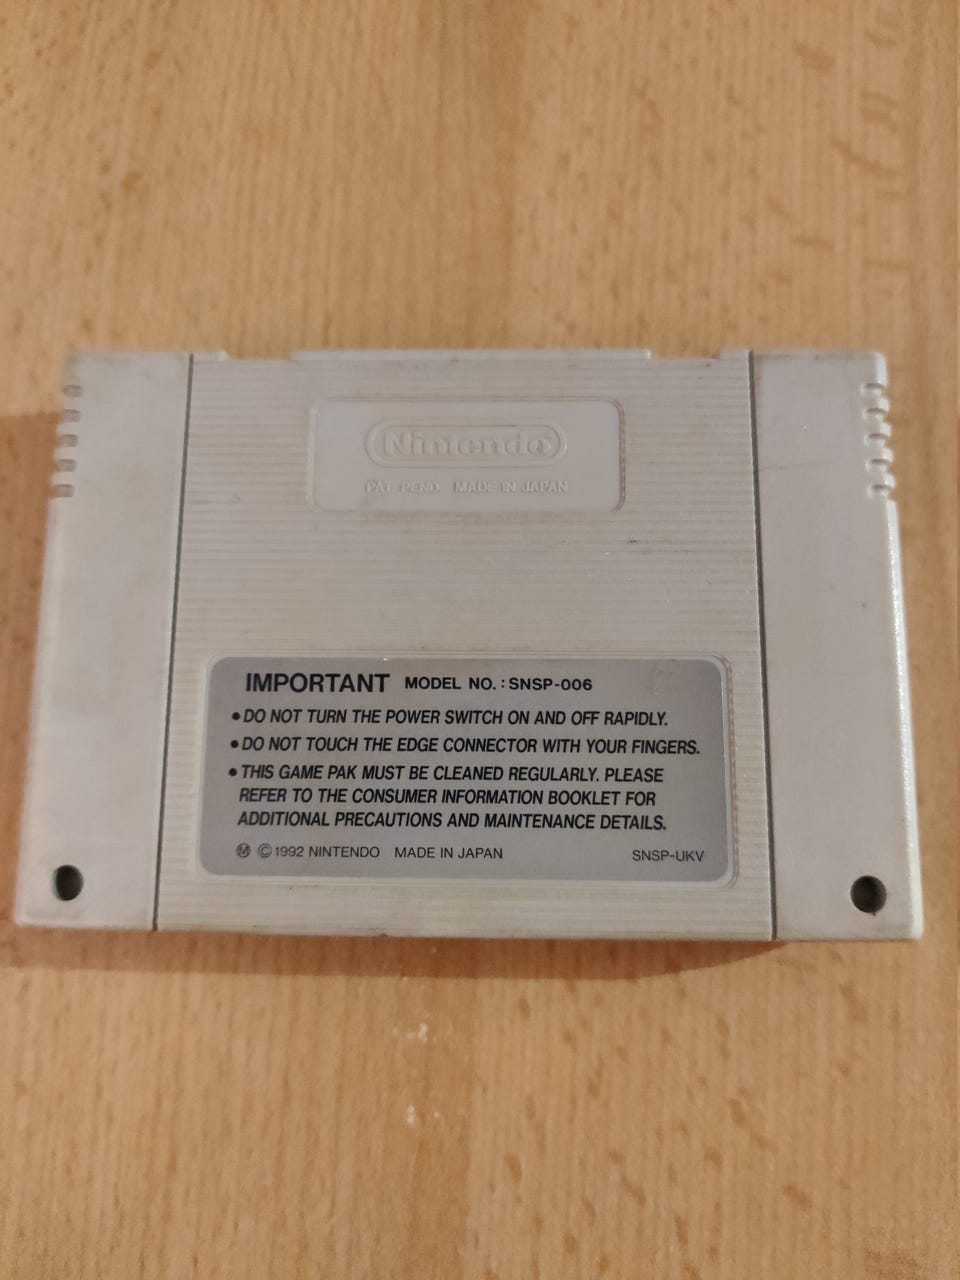 Nintendo
PAT. PEND. MADE IN JAPAN
IMPORTANT MODEL NO. : SNSP-006
• DO NOT TURN THE POWER SWITCH ON AND OFF RAPIDLY.
• DO NOT TOUCH THE EDGE CONNECTOR WITH YOUR FINGERS.
• THIS GAME PAK MUST BE CLEANED REGULARLY. PLEASE
REFER TO THE CONSUMER INFORMATION BOOKLET FOR
ADDITIONAL PRECAUTIONS AND MAINTENANCE DETAILS.
Ⓜ © 1992 NINTENDO MADE IN JAPAN SNSP-UKV